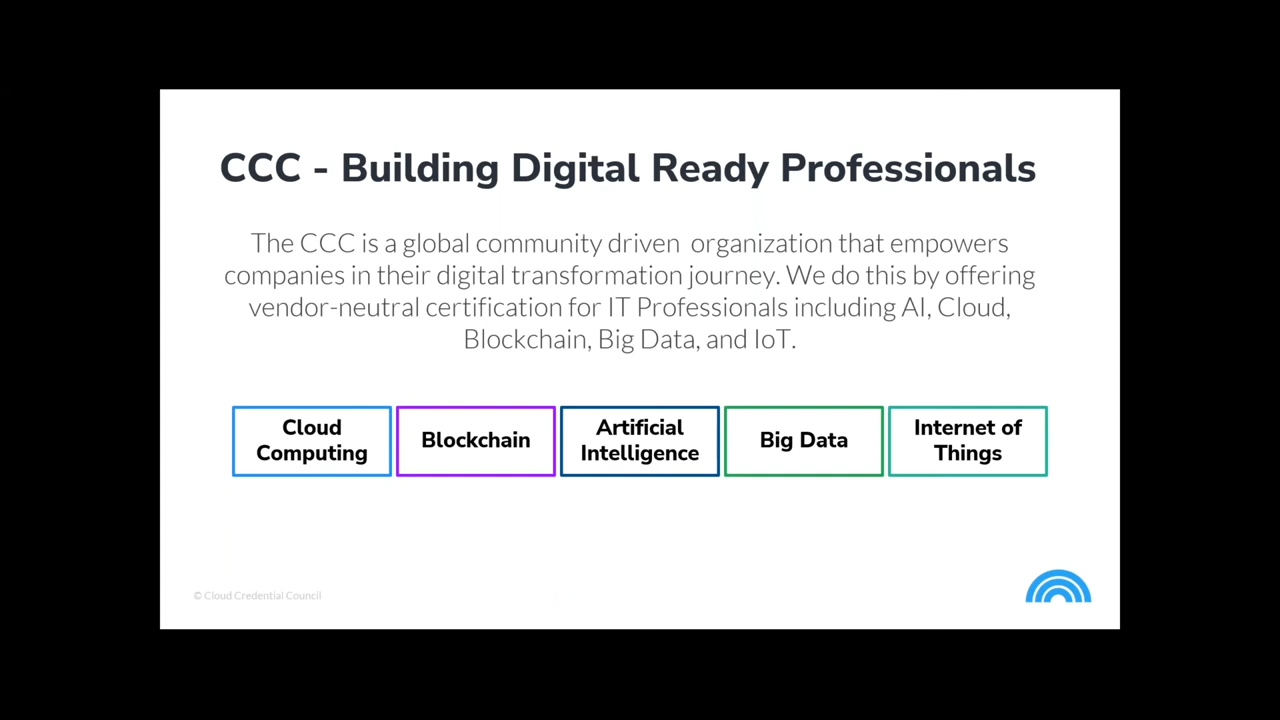 CCC - Building Digital Ready Professionals
The CCC is a global community driven  organization that empowers
companies in their digital transformation journey. We do this by offering
vendor-neutral certification for IT Professionals including AI, Cloud,
Blockchain, Big Data, and IoT.
Cloud
Computing
Blockchain
Artificial
Intelligence
Big Data
Internet of
Things
© Cloud Credential Council